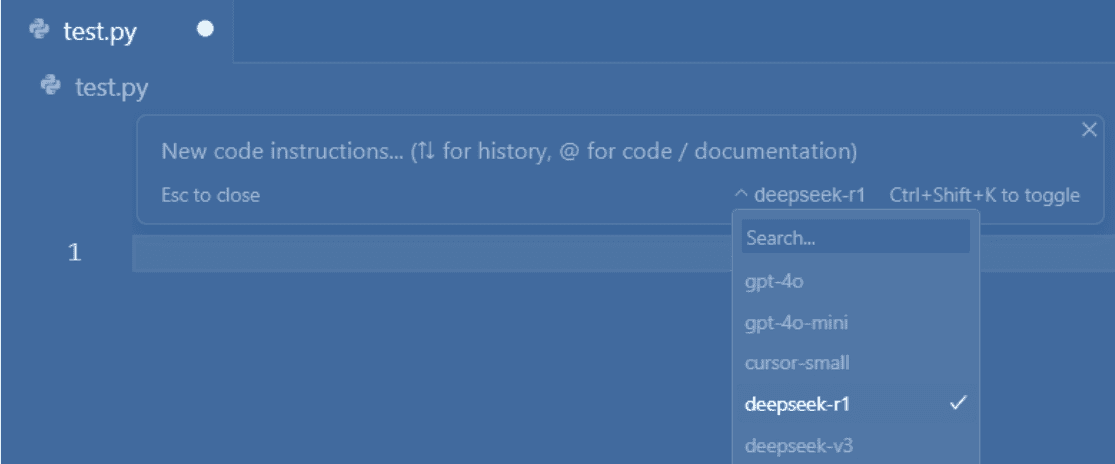 test.py
test.py
New code instructions... (⇅ for history, @ for code / documentation)
Esc to close
^ deepseek-r1 Ctrl+Shift+K to toggle
Search...
1
gpt-4o
gpt-4o-mini
cursor-small
deepseek-r1
deepseek-v3